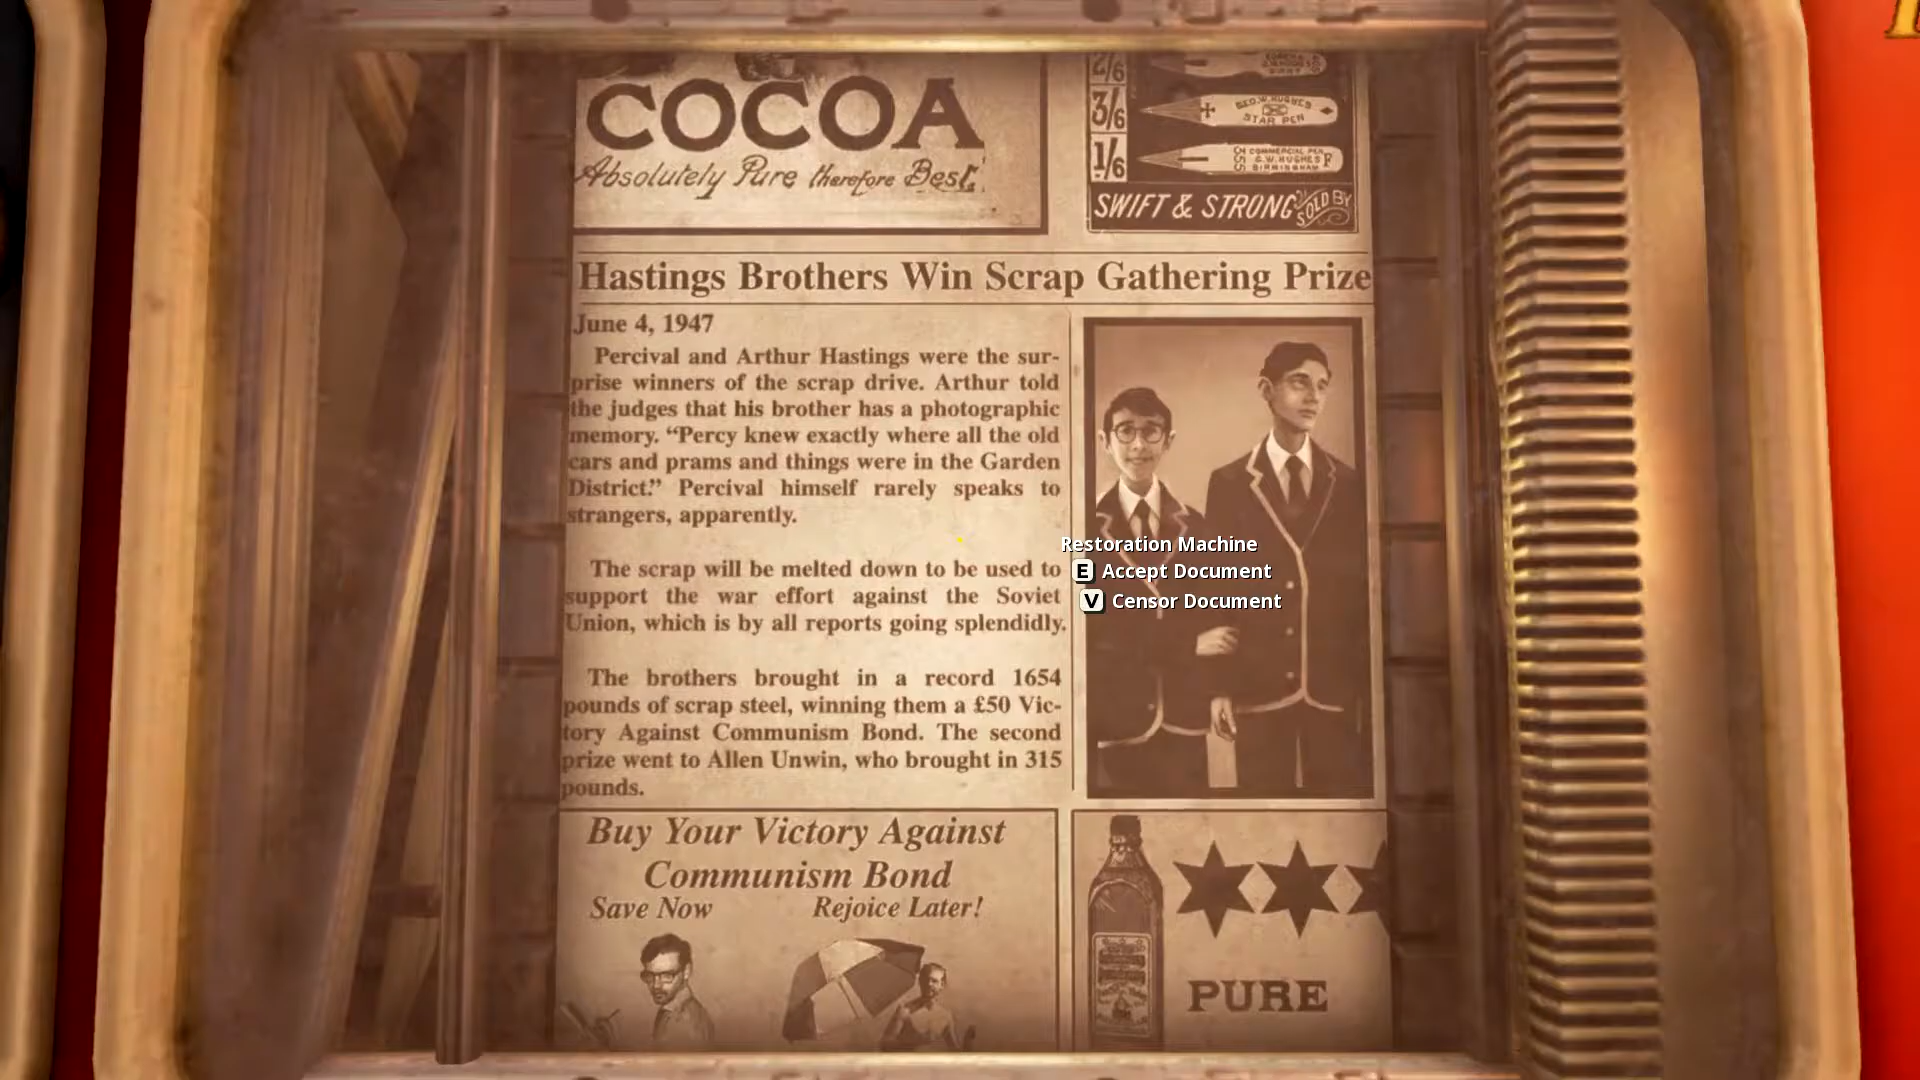 COCOA
Absolutely Pure therefore Best.
2/6
3/6
GEO.W.HUGHES
STAR PEN
1/6
COMMERCIAL PEN
G.W.HUGHES F
BIRMINGHAM
SWIFT & STRONG SOLD BY
Hastings Brothers Win Scrap Gathering Prize
June 4, 1947
Percival and Arthur Hastings were the sur-
prise winners of the scrap drive. Arthur told
the judges that his brother has a photographic
memory. “Percy knew exactly where all the old
cars and prams and things were in the Garden
District.” Percival himself rarely speaks to
strangers, apparently.
The scrap will be melted down to be used to
support the war effort against the Soviet
Union, which is by all reports going splendidly.
The brothers brought in a record 1654
pounds of scrap steel, winning them a £50 Vic-
tory Against Communism Bond. The second
prize went to Allen Unwin, who brought in 315
pounds.
Restoration Machine
E Accept Document
V Censor Document
Buy Your Victory Against
Communism Bond
Save Now Rejoice Later!
PURE